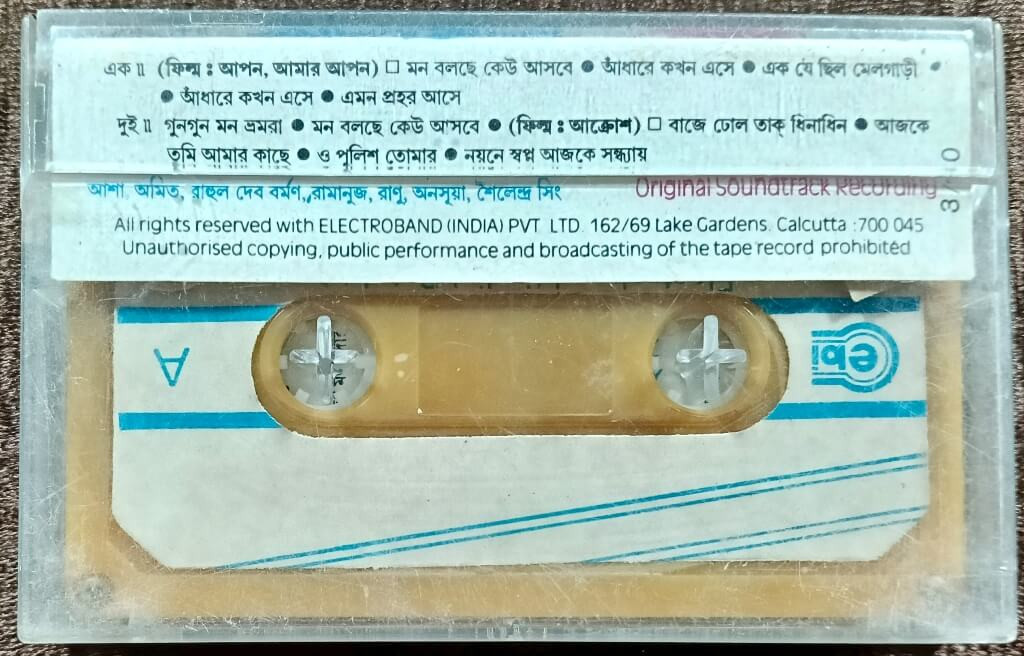 এক॥ (ফিল্ম : আপন, আমার আপন) □ মন বলছে কেউ আসবে ● আঁধারে কখন এসে ● এক যে ছিল মেলগাড়ী ●
● আঁধারে কখন এসে ● এমন প্রহর আসে
দুই॥ গুনগুন মন ভ্রমরা ● মন বলছে কেউ আসবে ● (ফিল্ম : আক্রোশ) □ বাজে ঢোল তাক্ ধিনাধিন ● আজকে
তুমি আমার কাছে ● ও পুলিশ তোমার ● নয়নে স্বপ্ন আজকে সন্ধ্যায়
আশা, অমিত, রাহুল দেব বর্মণ, রামানুজ, রাণু, অনসূয়া, শৈলেন্দ্র সিং
Original Soundtrack Recording
All rights reserved with ELECTROBAND (INDIA) PVT LTD. 162/69 Lake Gardens. Calcutta :700 045
Unauthorised copying, public performance and broadcasting of the tape record prohibited
A
ebi